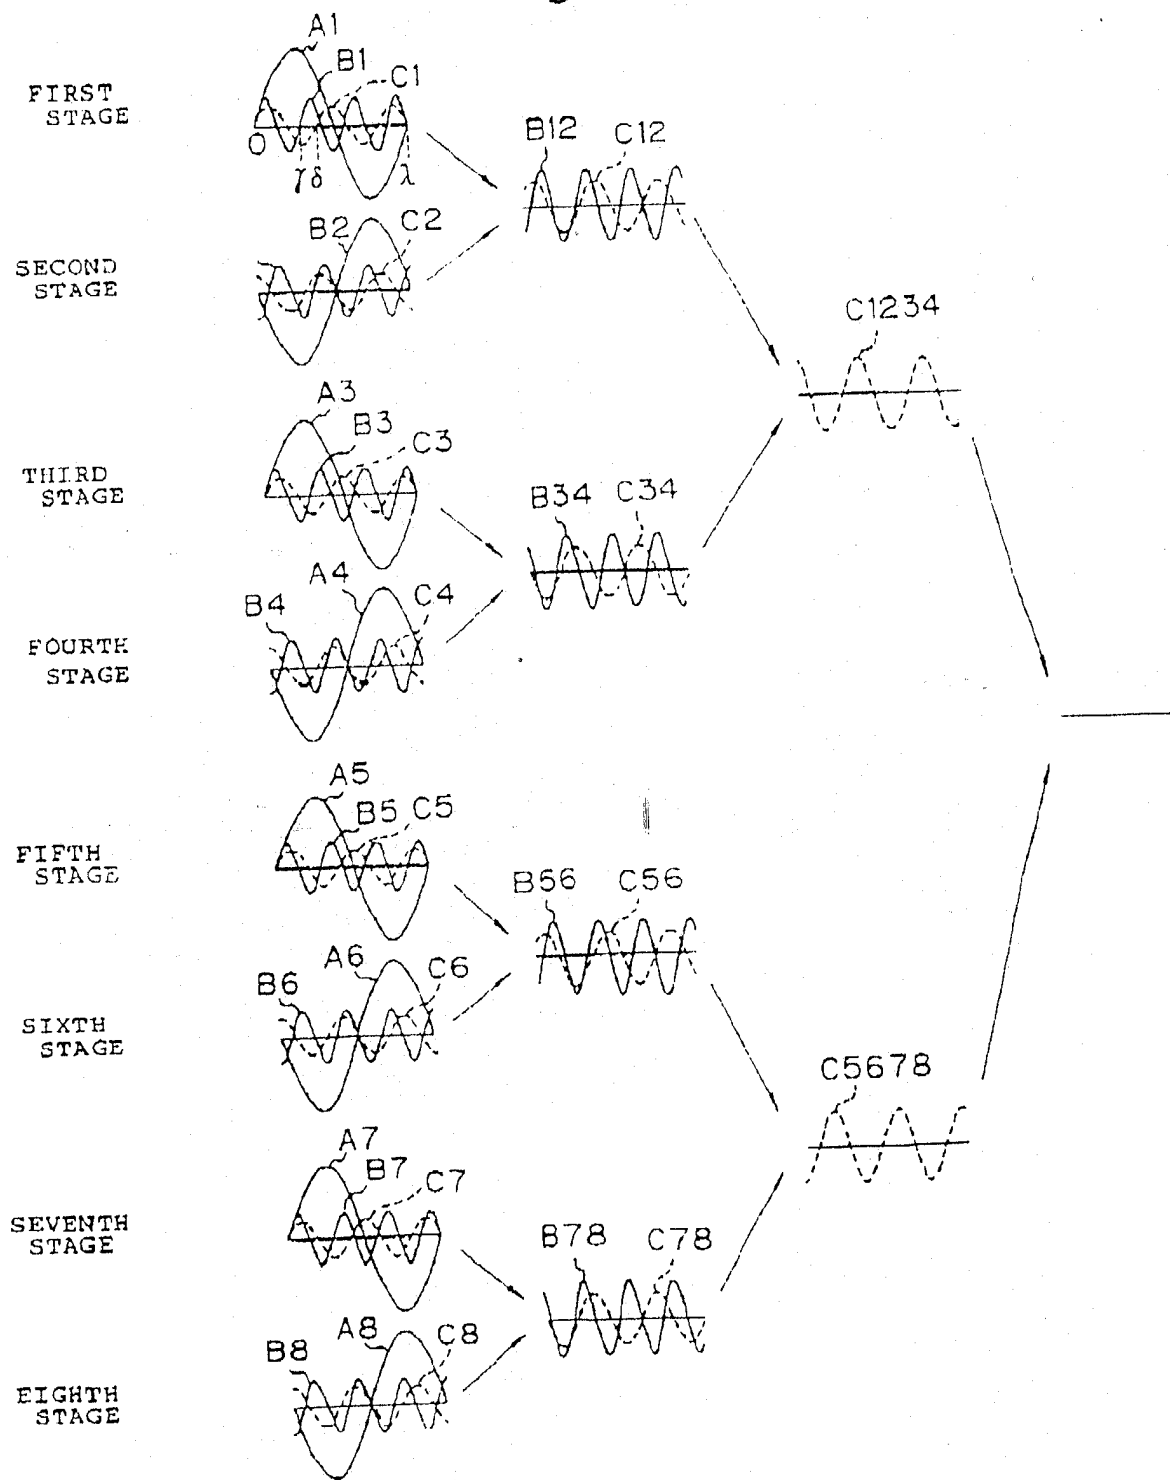 A1
B1
C1
FIRST
STAGE
O
γ δ
λ
B12
C12
B2
C2
SECOND
STAGE
C1234
A3
B3
C3
THIRD
STAGE
B34
C34
A4
B4
C4
FOURTH
STAGE
A5
B5
C5
FIFTH
STAGE
B56
C56
A6
B6
C6
SIXTH
STAGE
C5678
A7
B7
C7
SEVENTH
STAGE
B78
C78
A8
B8
C8
EIGHTH
STAGE